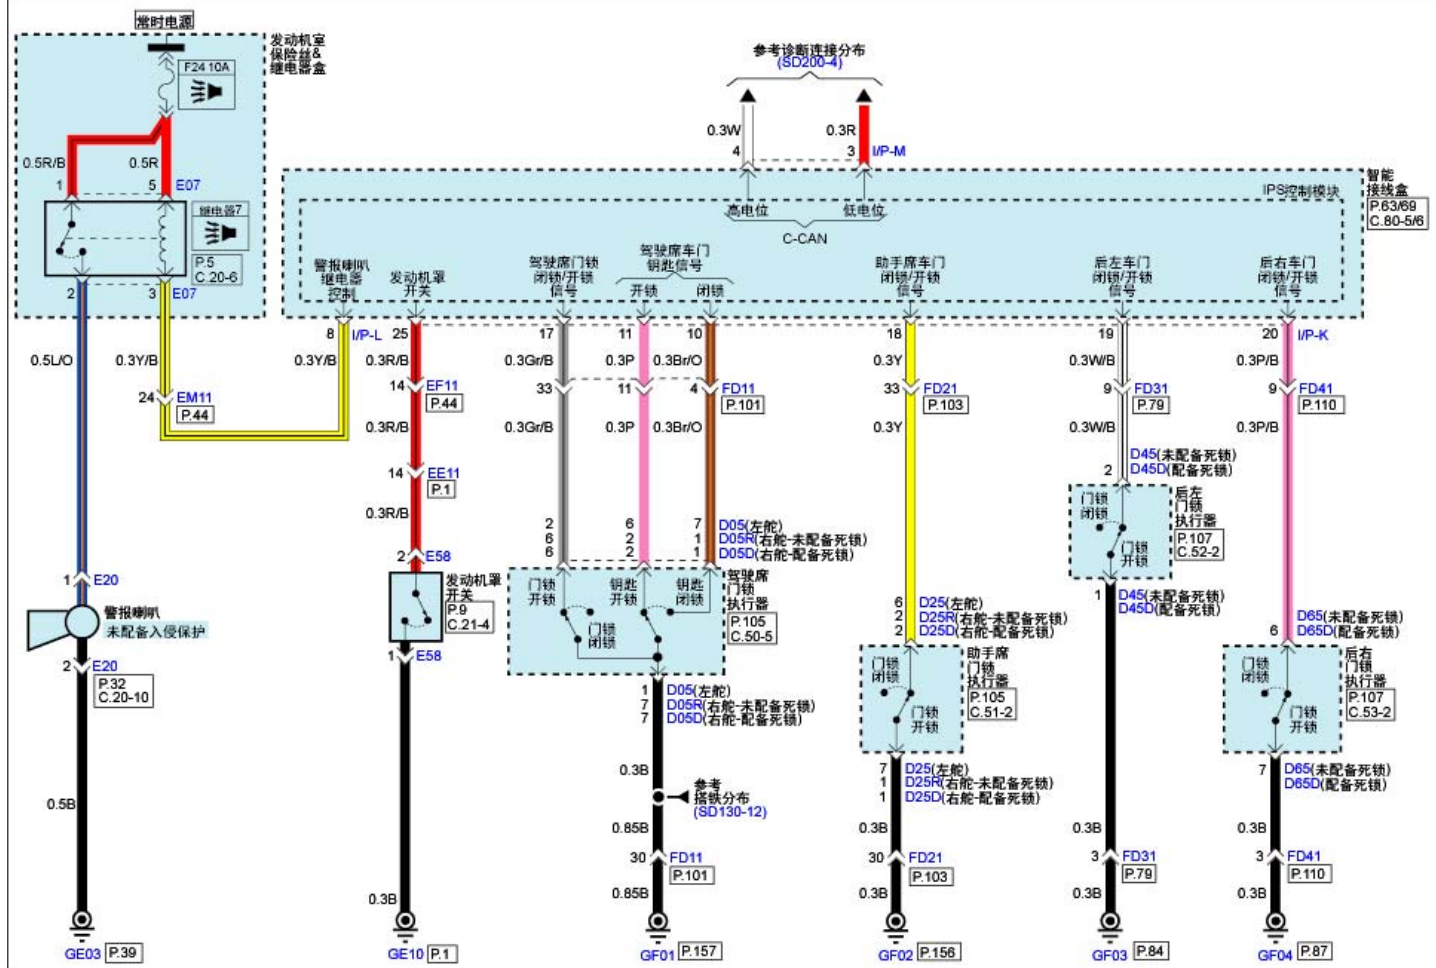 常时电源
发动机室
保险丝&
继电器盒
F24 10A
0.5R/B
0.5R
1
5
E07
继电器7
P.5
C.20-6
2
3
E07
参考诊断连接分布
(SD200-4)
0.3W
0.3R
4
3
I/P-M
智能
接线盒
P.63/69
C.80-5/6
IPS控制模块
高电位
低电位
C-CAN
警报喇叭
继电器
控制
发动机罩
开关
驾驶席门锁
闭锁/开锁
信号
驾驶席车门
钥匙信号
开锁
闭锁
助手席车门
闭锁/开锁
信号
后左车门
闭锁/开锁
信号
后右车门
闭锁/开锁
信号
8
I/P-L
25
17
11
10
18
19
20
I/P-K
0.5L/O
0.3Y/B
0.3Y/B
0.3R/B
0.3Gr/B
0.3P
0.3Br/O
0.3Y
0.3W/B
0.3P/B
24
EM11
P.44
14
EF11
P.44
33
11
4
FD11
P.101
33
FD21
P.103
9
FD31
P.79
9
FD41
P.110
0.3R/B
0.3Gr/B
0.3P
0.3Br/O
0.3Y
0.3W/B
0.3P/B
14
EE11
P.1
0.3R/B
D45(未配备死锁)
2
D45D(配备死锁)
门锁
闭锁
门锁
开锁
后左
门锁
执行器
P.107
C.52-2
1
D45(未配备死锁)
D45D(配备死锁)
2
6
7
D05(左舵)
6
2
1
D05R(右舵-未配备死锁)
6
2
1
D05D(右舵-配备死锁)
2
E58
发动机罩
开关
P.9
C.21-4
1
E58
门锁
开锁
钥匙
开锁
钥匙
闭锁
门锁
闭锁
驾驶席
门锁
执行器
P.105
C.50-5
1
D05(左舵)
7
D05R(右舵-未配备死锁)
7
D05D(右舵-配备死锁)
1
E20
警报喇叭
未配备入侵保护
2
E20
P.32
C.20-10
6
D25(左舵)
2
D25R(右舵-未配备死锁)
2
D25D(右舵-配备死锁)
门锁
闭锁
门锁
开锁
助手席
门锁
执行器
P.105
C.51-2
7
D25(左舵)
1
D25R(右舵-未配备死锁)
1
D25D(右舵-配备死锁)
D65(未配备死锁)
6
D65D(配备死锁)
门锁
闭锁
门锁
开锁
后右
门锁
执行器
P.107
C.53-2
7
D65(未配备死锁)
D65D(配备死锁)
0.5B
0.3B
参考
搭铁分布
(SD130-12)
0.85B
0.3B
0.3B
0.3B
30
FD11
P.101
30
FD21
P.103
3
FD31
P.79
3
FD41
P.110
0.3B
0.85B
0.3B
0.3B
0.3B
GE03
P.39
GE10
P.1
GF01
P.157
GF02
P.156
GF03
P.84
GF04
P.87